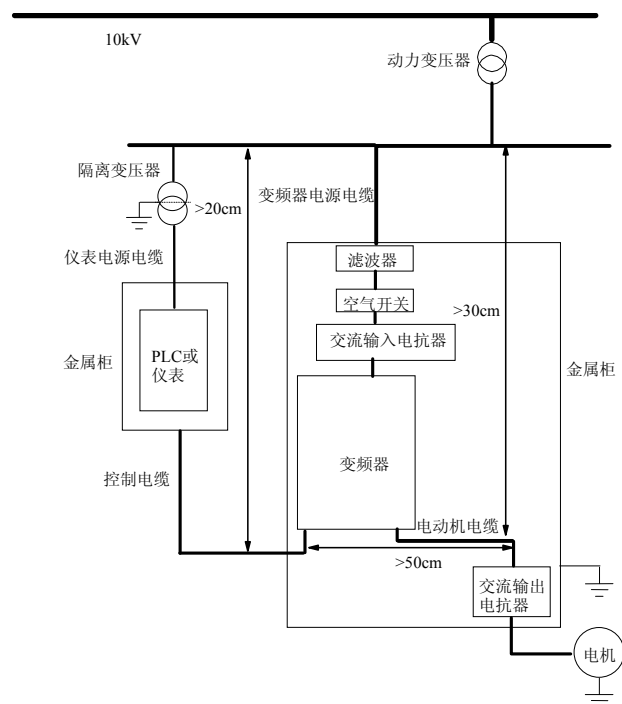 10kV
动力变压器
隔离变压器
>20cm
变频器电源电缆
仪表电源电缆
滤波器
空气开关
>30cm
交流输入电抗器
PLC或
仪表
金属柜
金属柜
变频器
控制电缆
电动机电缆
>50cm
交流输出
电抗器
电机